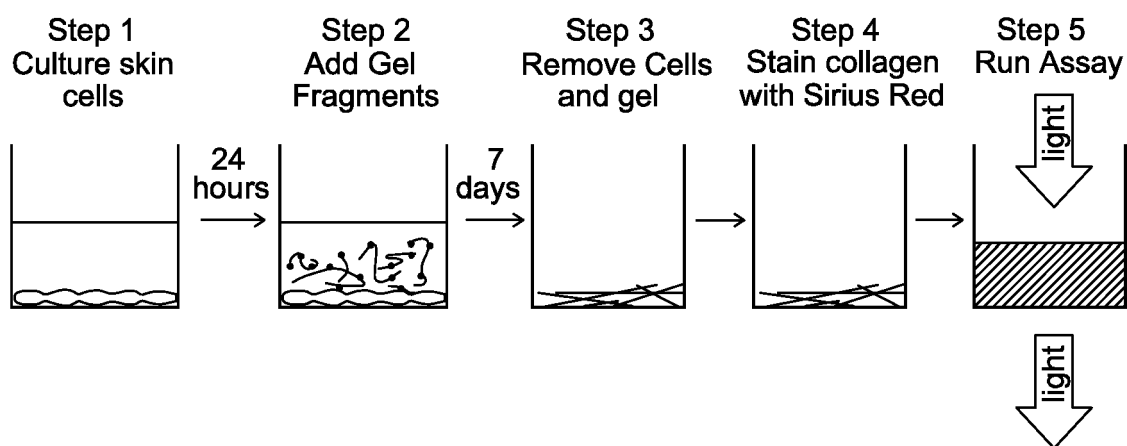 Step 1
Culture skin
cells
24
hours
Step 2
Add Gel
Fragments
7
days
Step 3
Remove Cells
and gel
Step 4
Stain collagen
with Sirius Red
Step 5
Run Assay
light
light